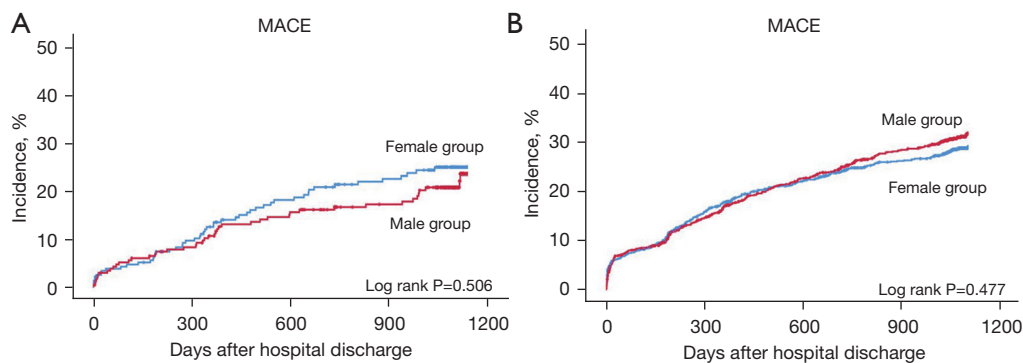 A
MACE
50
40
30
20
10
0
Incidence, %
Female group
Male group
Log rank P=0.506
0 300 600 900 1200
Days after hospital discharge
B
MACE
50
40
30
20
10
0
Incidence, %
Male group
Female group
Log rank P=0.477
0 300 600 900 1200
Days after hospital discharge